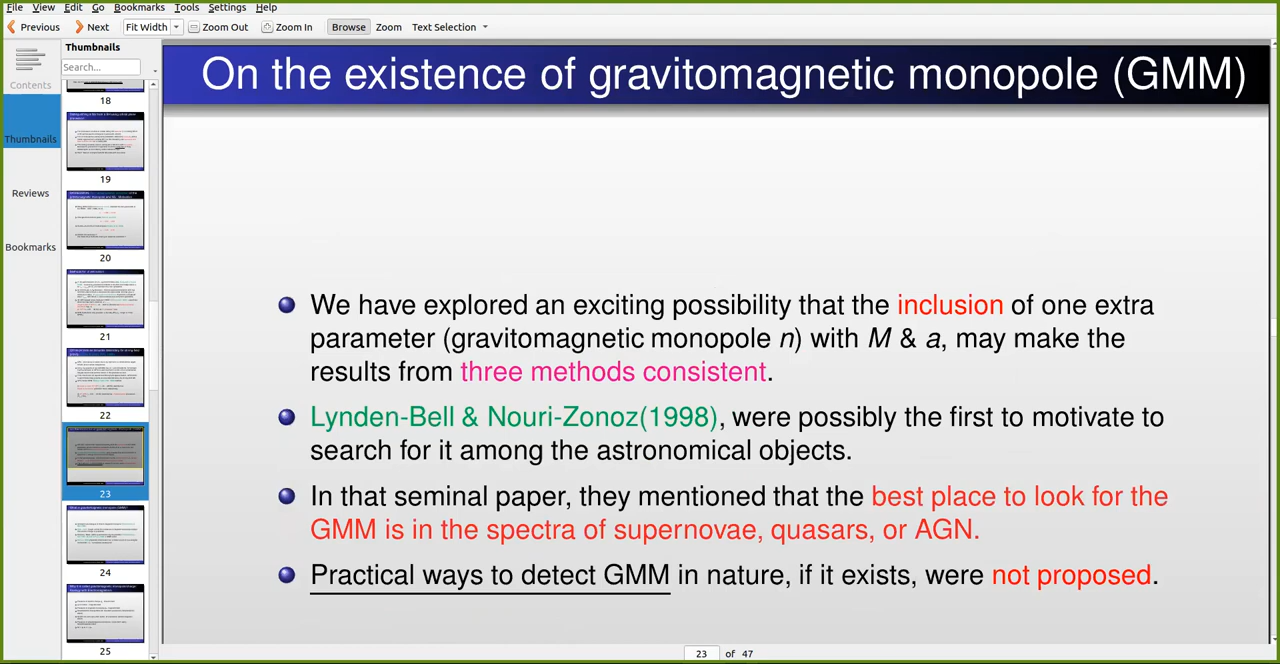 File View Edit Go Bookmarks Tools Settings Help
Previous Next Fit Width Zoom Out Zoom In Browse Zoom Text Selection
Contents
Thumbnails
Reviews
Bookmarks
Thumbnails
Search...
18
19
20
21
22
23
24
25
On the existence of gravitomagnetic monopole (GMM)
We have explored an exciting possibility that the inclusion of one extra
parameter (gravitomagnetic monopole n) with M & a, may make the
results from three methods consistent.
Lynden-Bell & Nouri-Zonoz(1998), were possibly the first to motivate to
search for it among the astronomical objects.
In that seminal paper, they mentioned that the best place to look for the
GMM is in the spectra of supernovae, quasars, or AGN.
Practical ways to detect GMM in nature, if it exists, were not proposed.
23 of 47